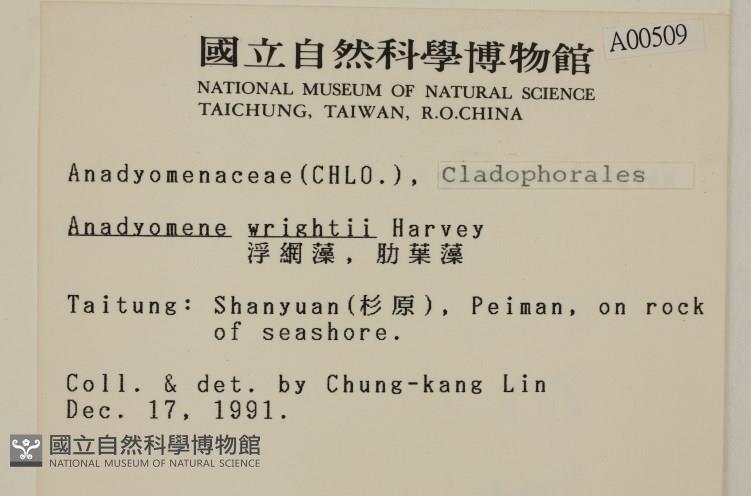 國立自然科學博物館
A00509
NATIONAL MUSEUM OF NATURAL SCIENCE
TAICHUNG, TAIWAN, R.O.CHINA
Anadyomenaceae(CHLO.), Cladophorales
Anadyomene wrightii Harvey
浮網藻, 肋葉藻
Taitung: Shanyuan(杉原), Peiman, on rock
of seashore.
Coll. & det. by Chung-kang Lin
Dec. 17, 1991.
國立自然科學博物館
NATIONAL MUSEUM OF NATURAL SCIENCE